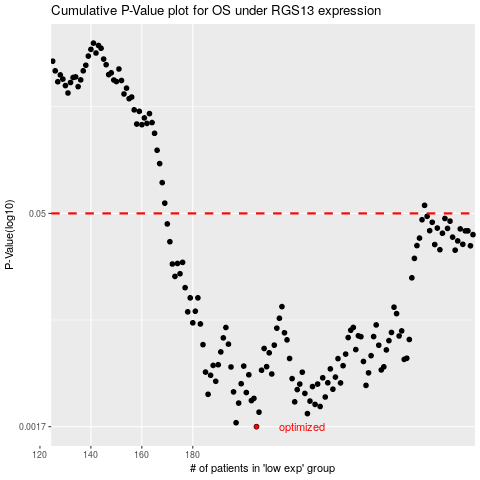 Cumulative P-Value plot for OS under RGS13 expression
P-Value(log10)
0.05
0.0017
optimized
120 140 160 180
# of patients in 'low exp' group